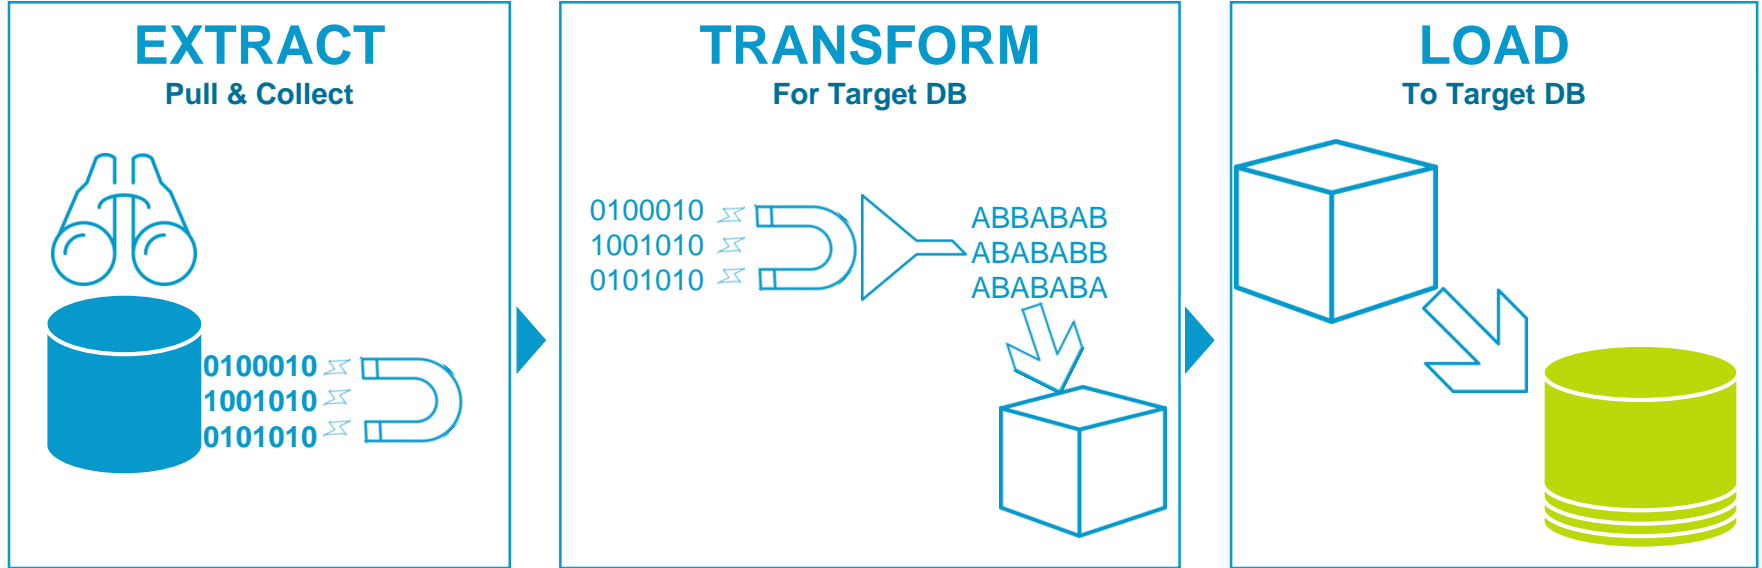 EXTRACT
Pull & Collect
0100010
1001010
0101010
TRANSFORM
For Target DB
0100010
1001010
0101010
ABBABAB
ABABABB
ABABABA
LOAD
To Target DB